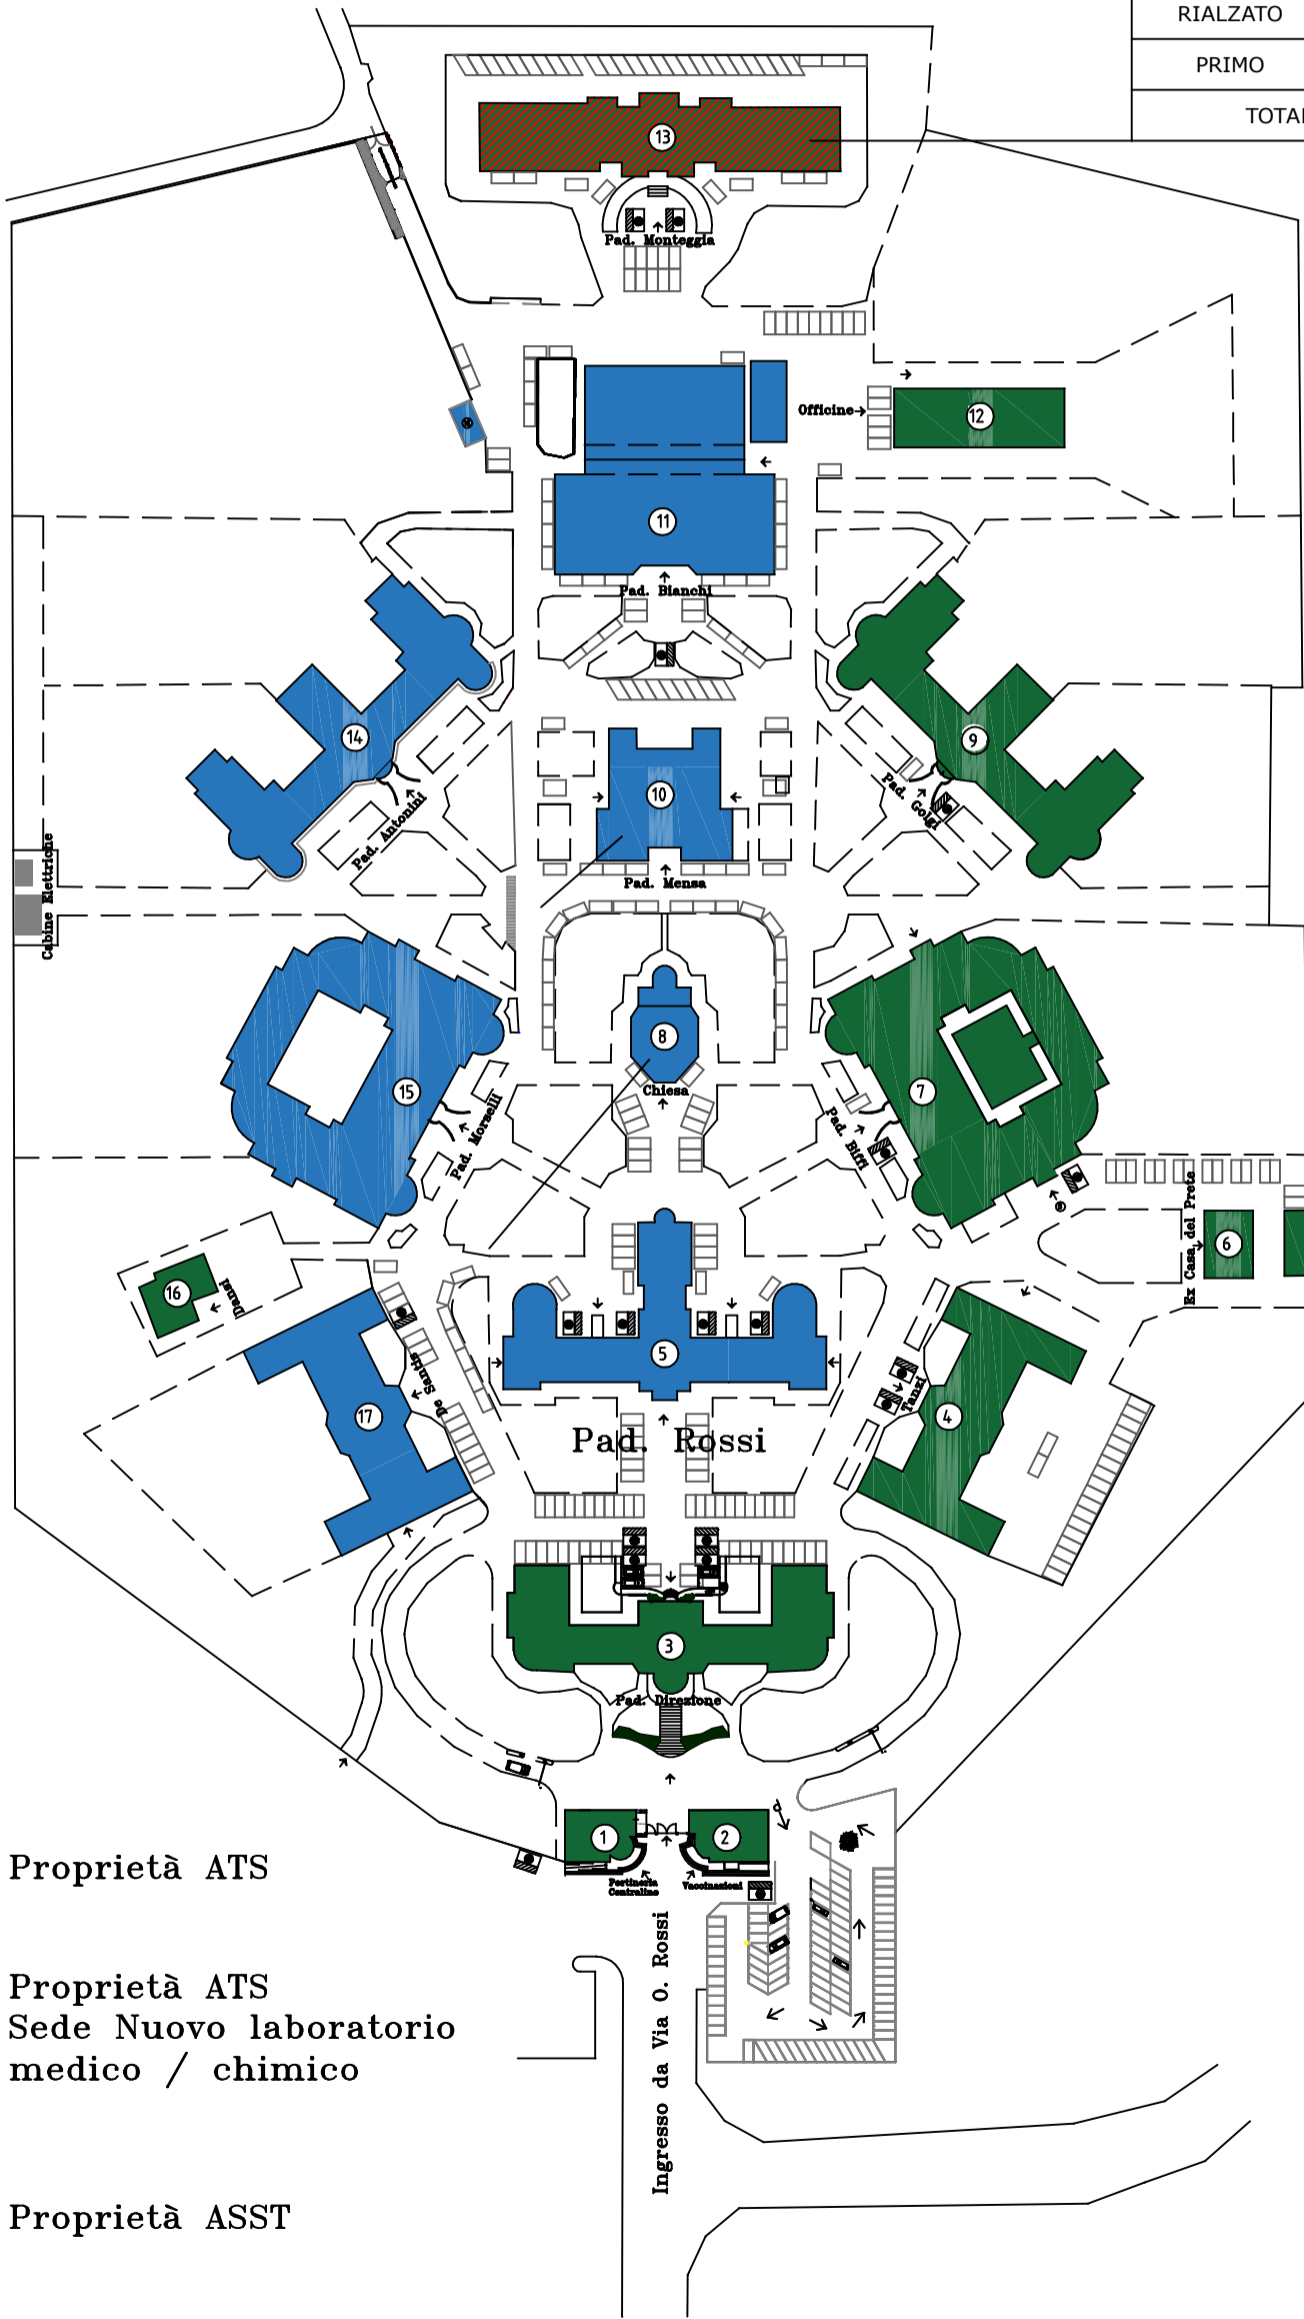 RIALZATO
PRIMO
TOTAL
13
Pad. Monteggia
Officine
12
11
Pad. Bianchi
14
9
Pad. Antonini
Pad. Golgi
10
Pad. Mensa
Cabine Elettriche
8
Chiesa
15
7
Pad. Morselli
Pad. Biffi
Ex Casa del Prete
6
16
Dansi
De Santis
5
17
Tanzi
4
Pad. Rossi
3
Pad. Direzione
1
2
Portineria
Centralino
Vaccinazioni
Ingresso da Via O. Rossi
Proprietà ATS
Proprietà ATS
Sede Nuovo laboratorio
medico / chimico
Proprietà ASST